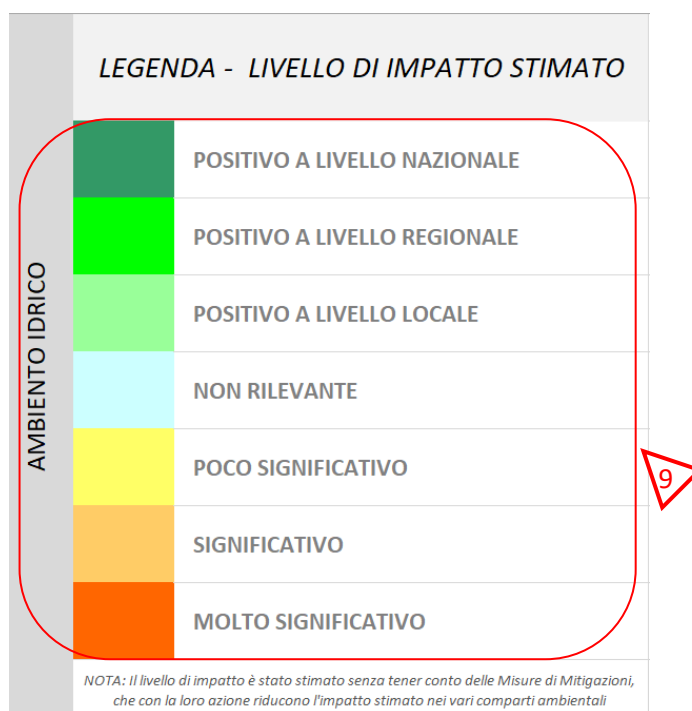 LEGENDA - LIVELLO DI IMPATTO STIMATO
AMBIENTO IDRICO
POSITIVO A LIVELLO NAZIONALE
POSITIVO A LIVELLO REGIONALE
POSITIVO A LIVELLO LOCALE
NON RILEVANTE
POCO SIGNIFICATIVO
9
SIGNIFICATIVO
MOLTO SIGNIFICATIVO
NOTA: Il livello di impatto è stato stimato senza tener conto delle Misure di Mitigazioni,
che con la loro azione riducono l'impatto stimato nei vari comparti ambientali